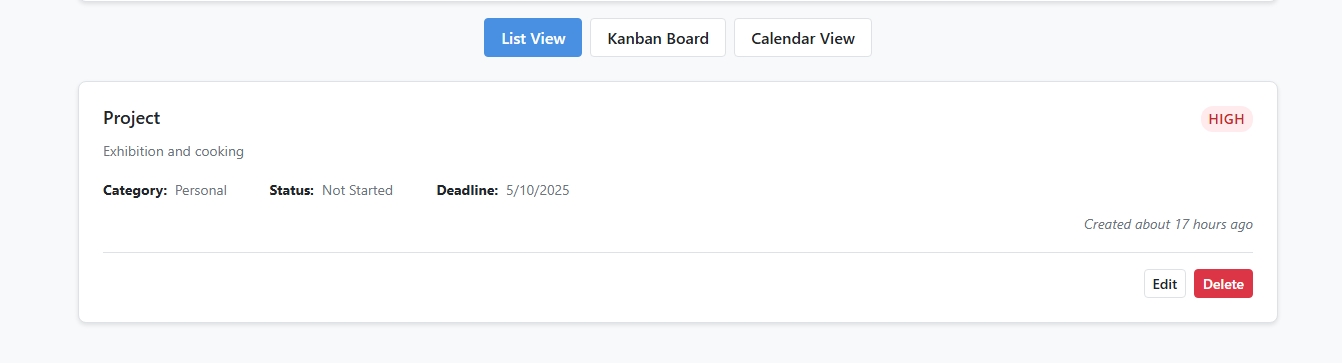 List View Kanban Board Calendar View
Project HIGH
Exhibition and cooking
Category: Personal Status: Not Started Deadline: 5/10/2025
Created about 17 hours ago
Edit Delete